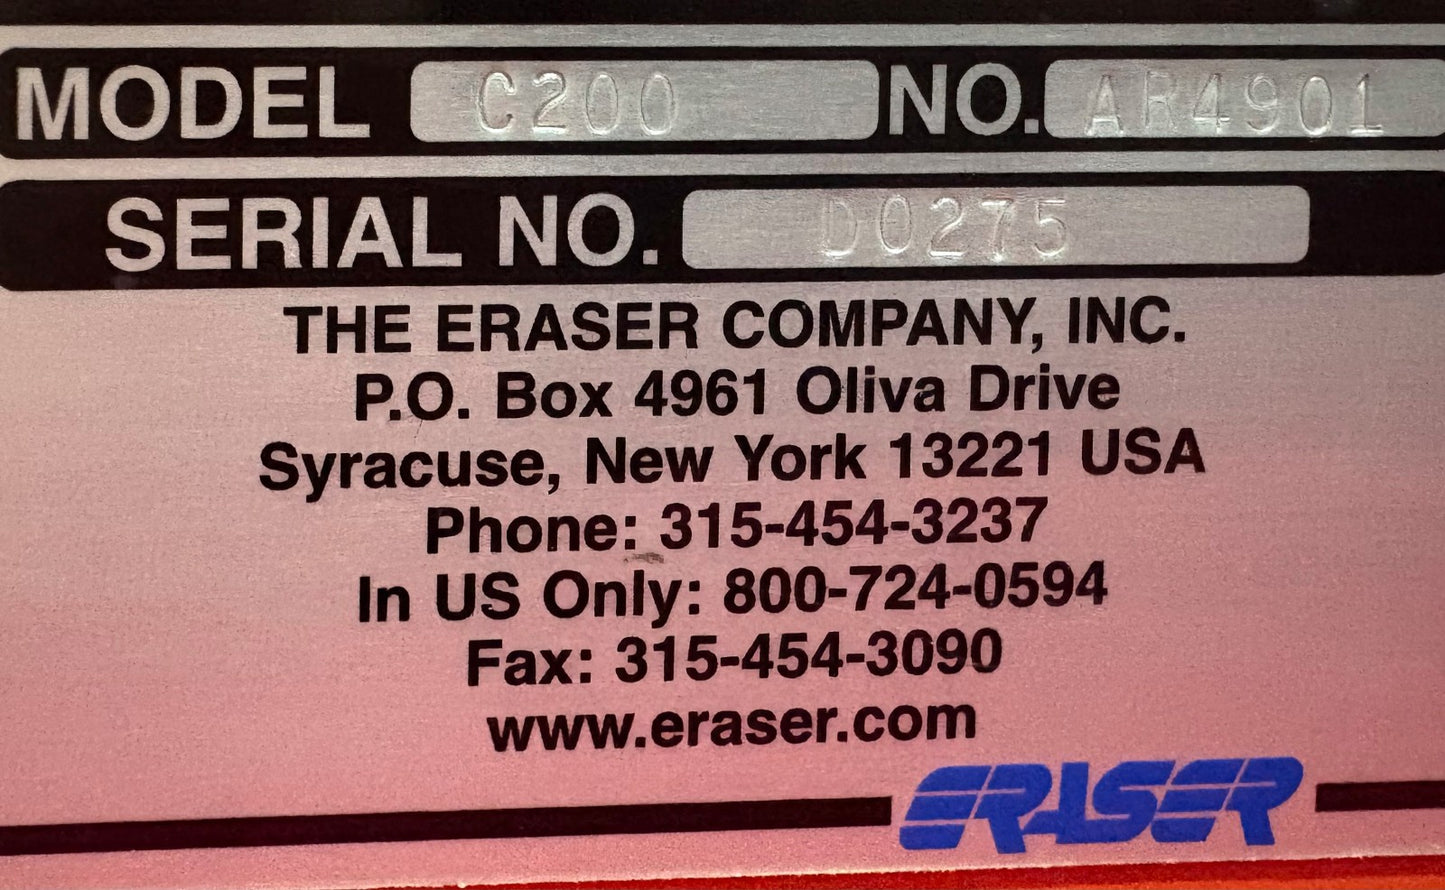 MODEL C200 NO. AR4901
SERIAL NO. D0275
THE ERASER COMPANY, INC.
P.O. Box 4961 Oliva Drive
Syracuse, New York 13221 USA
Phone: 315-454-3237
In US Only: 800-724-0594
Fax: 315-454-3090
www.eraser.com
ERASER